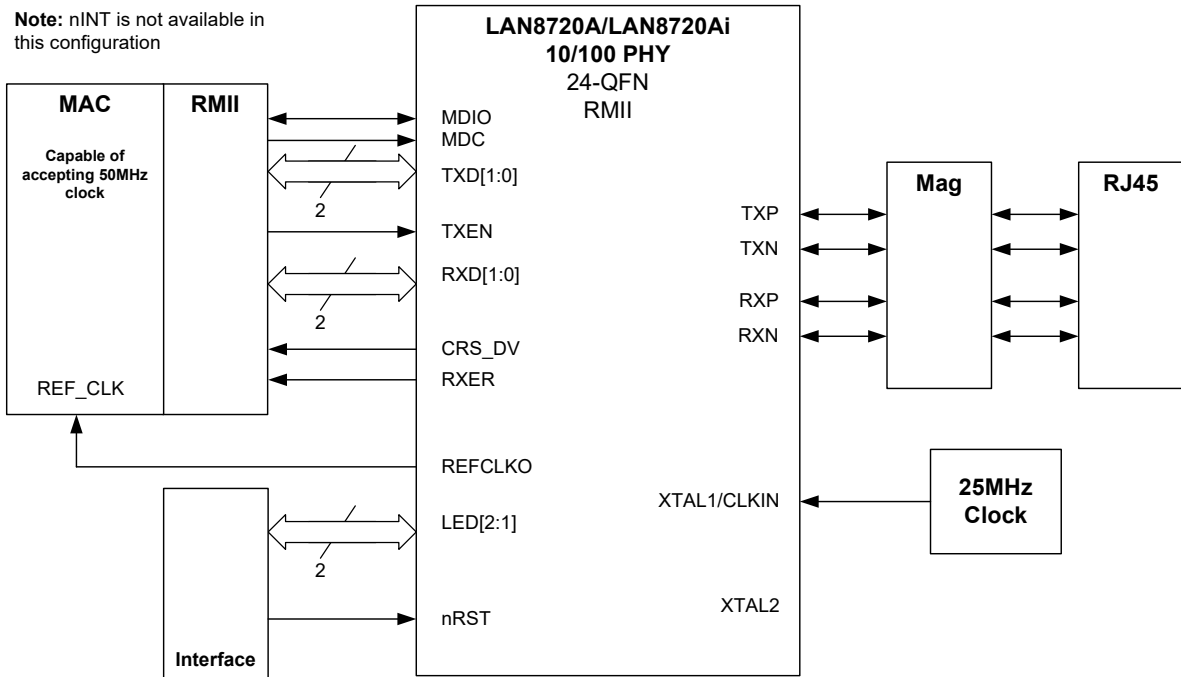 Note: nINT is not available in
this configuration
LAN8720A/LAN8720Ai
10/100 PHY
24-QFN
RMII
MAC
RMII
Capable of
accepting 50MHz
clock
REF_CLK
MDIO
MDC
TXD[1:0]
2
TXEN
RXD[1:0]
2
CRS_DV
RXER
REFCLKO
LED[2:1]
2
nRST
Interface
TXP
TXN
RXP
RXN
Mag
RJ45
XTAL1/CLKIN
25MHz
Clock
XTAL2